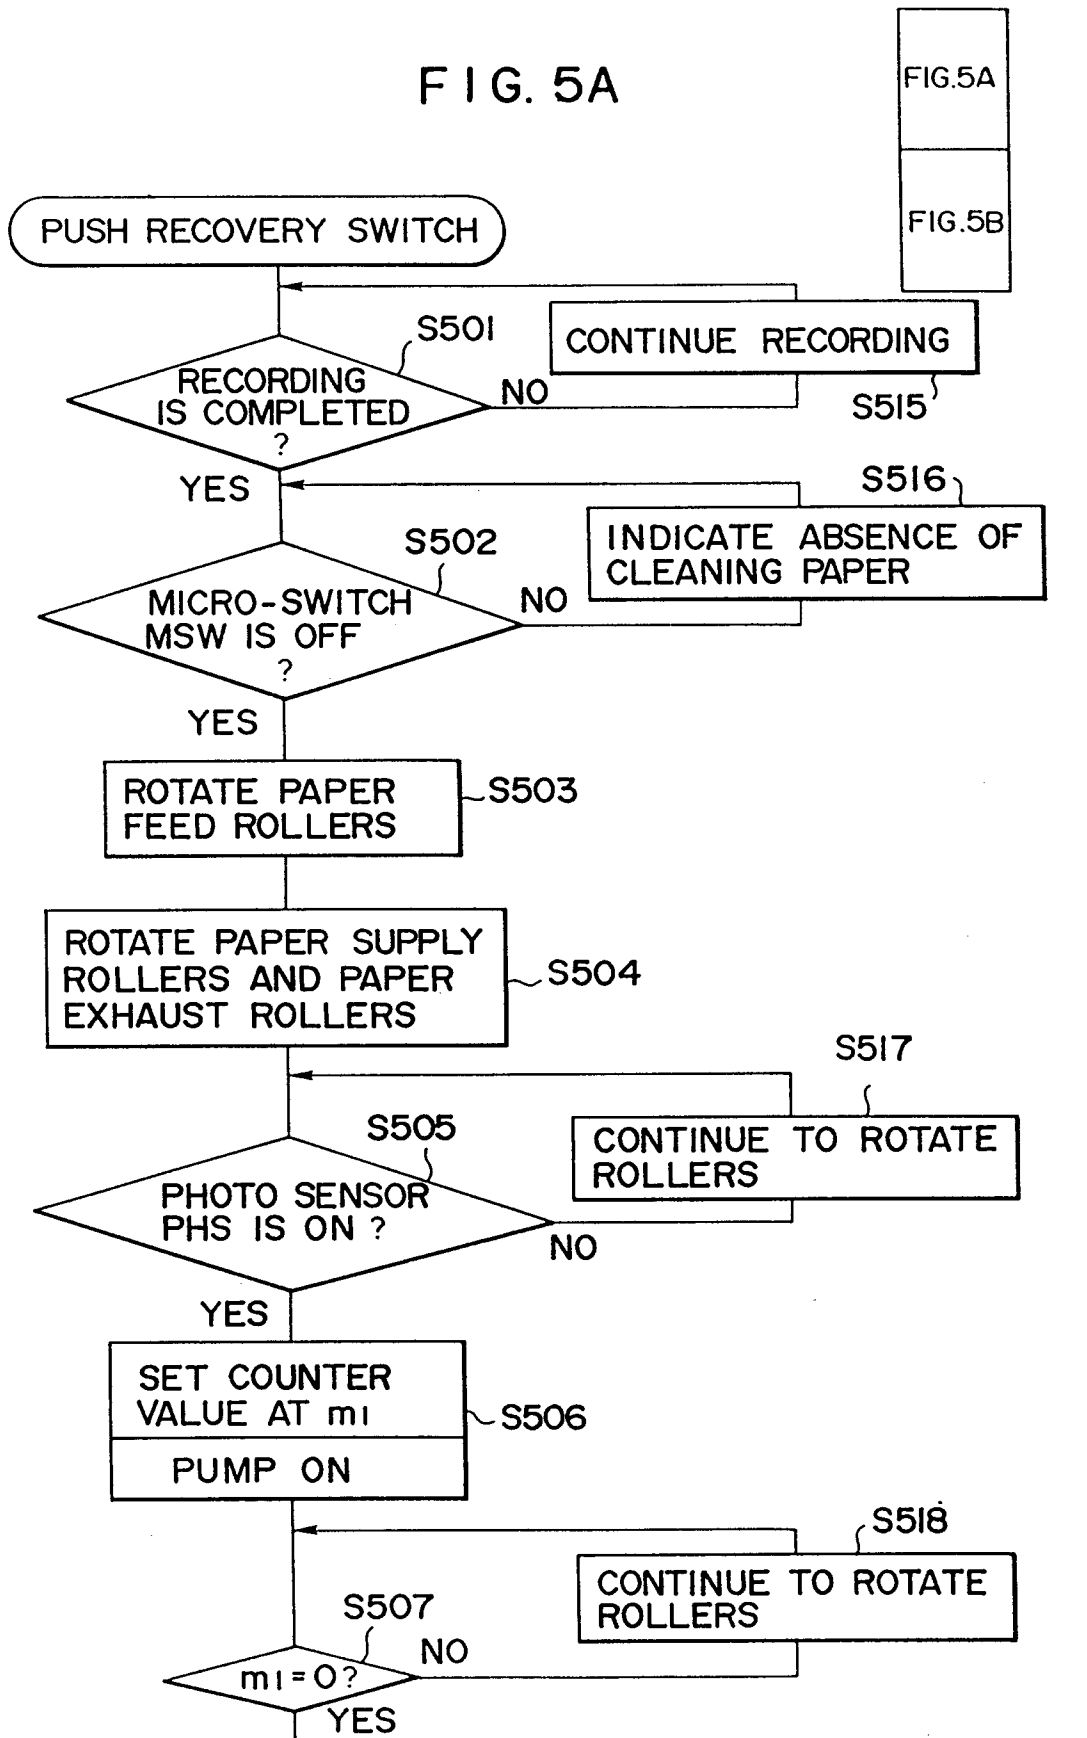 FIG. 5A
FIG.5A
FIG.5B
PUSH RECOVERY SWITCH
S501
RECORDING
IS COMPLETED
?
NO
CONTINUE RECORDING
S515
YES
S516
INDICATE ABSENCE OF
CLEANING PAPER
S502
MICRO-SWITCH
MSW IS OFF
?
NO
YES
ROTATE PAPER
FEED ROLLERS
S503
ROTATE PAPER SUPPLY
ROLLERS AND PAPER
EXHAUST ROLLERS
S504
S517
CONTINUE TO ROTATE
ROLLERS
S505
PHOTO SENSOR
PHS IS ON ?
NO
YES
SET COUNTER
VALUE AT m1
PUMP ON
S506
S518
CONTINUE TO ROTATE
ROLLERS
S507
m1=0?
NO
YES